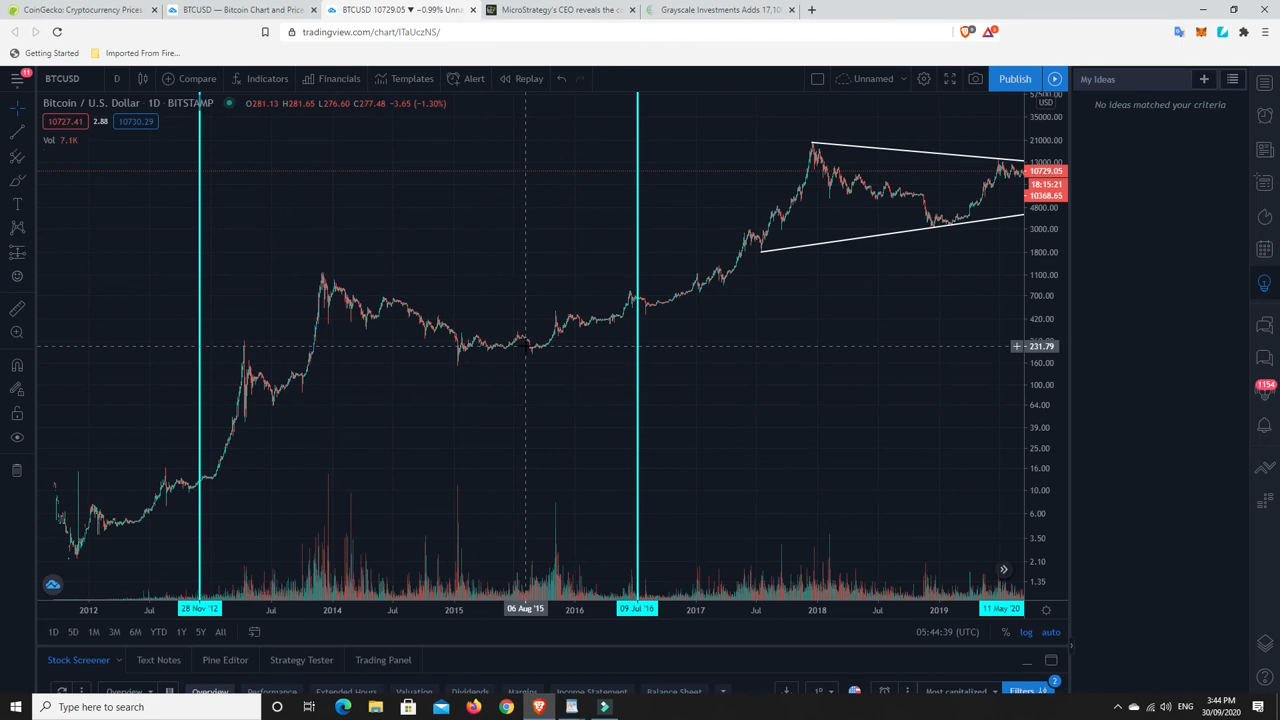 CoinGecko: Cryptocurrency Prices
BTCUSD — Bitcoin Chart and Price
BTCUSD 10729.05 ▼ −0.99% Unna
MicroStrategy's CEO reveals the co
Grayscale Investments Adds 17,10
tradingview.com/chart/ITaUczNS/
Getting Started
Imported From Fire...
11
BTCUSD
D
Compare
Indicators
Financials
Templates
Alert
Replay
Unnamed
Publish
My Ideas
No ideas matched your criteria
Bitcoin / U.S. Dollar · 1D · BITSTAMP
O281.13 H281.65 L276.60 C277.48 −3.65 (−1.30%)
10727.41 2.88 10730.29
Vol 7.1K
57500.00
USD
35000.00
21000.00
13000.00
10729.05
18:15:21
10368.65
4800.00
3000.00
1800.00
1100.00
700.00
420.00
231.79
160.00
100.00
64.00
39.00
25.00
16.00
10.00
6.00
3.50
2.10
1.35
1154
2012 Jul 28 Nov '12 Jul 2014 Jul 2015 06 Aug '15 2016 09 Jul '16 2017 Jul 2018 Jul 2019 11 May '20
1D 5D 1M 3M 6M YTD 1Y 5Y All
05:44:39 (UTC)
% log auto
Stock Screener
Text Notes
Pine Editor
Strategy Tester
Trading Panel
Overview
Overview
Performance
Extended Hours
Valuation
Dividends
Margins
Income Statement
Balance Sheet
Most capitalized
Filters
2
Type here to search
ENG
3:44 PM
30/09/2020